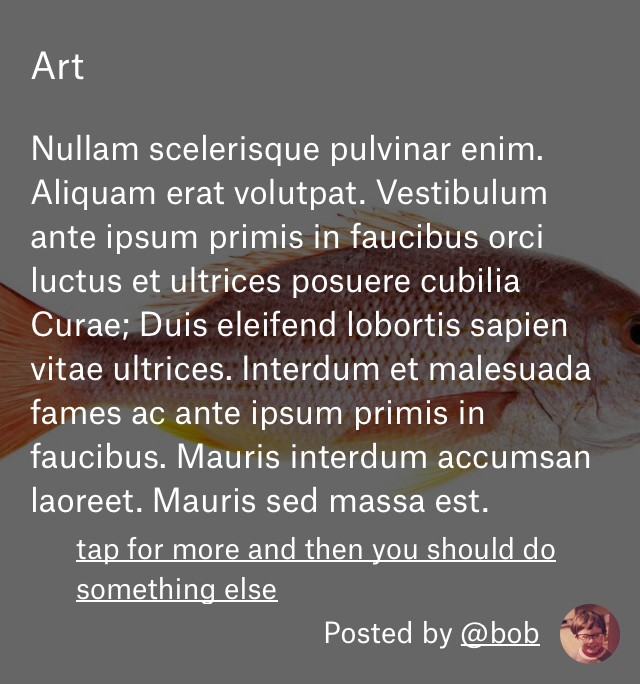 Art
Nullam scelerisque pulvinar enim.
Aliquam erat volutpat. Vestibulum
ante ipsum primis in faucibus orci
luctus et ultrices posuere cubilia
Curae; Duis eleifend lobortis sapien
vitae ultrices. Interdum et malesuada
fames ac ante ipsum primis in
faucibus. Mauris interdum accumsan
laoreet. Mauris sed massa est.
tap for more and then you should do
something else
Posted by @bob